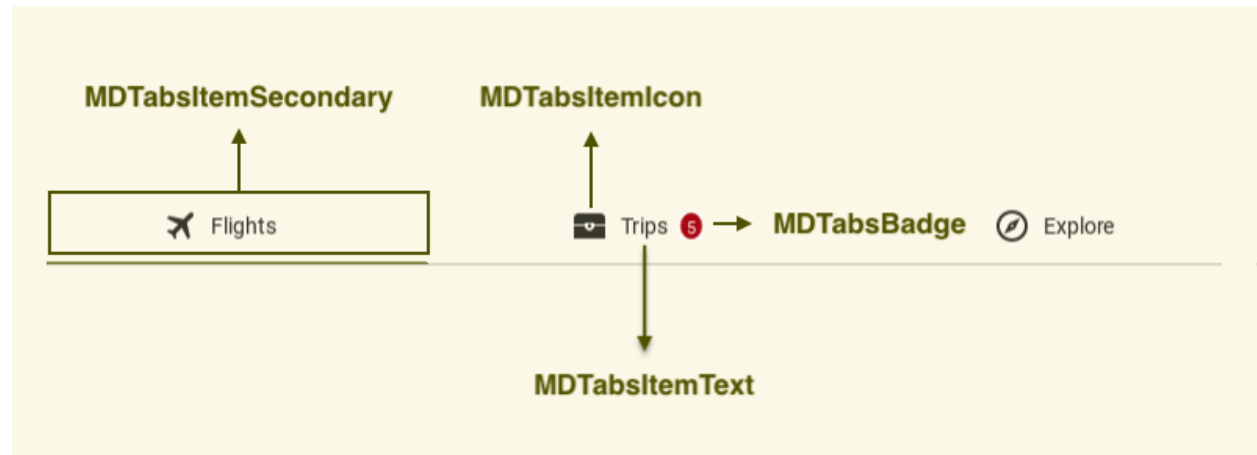 MDTabsItemSecondary
MDTabsItemIcon
Flights
Trips 5
MDTabsBadge
Explore
MDTabsItemText